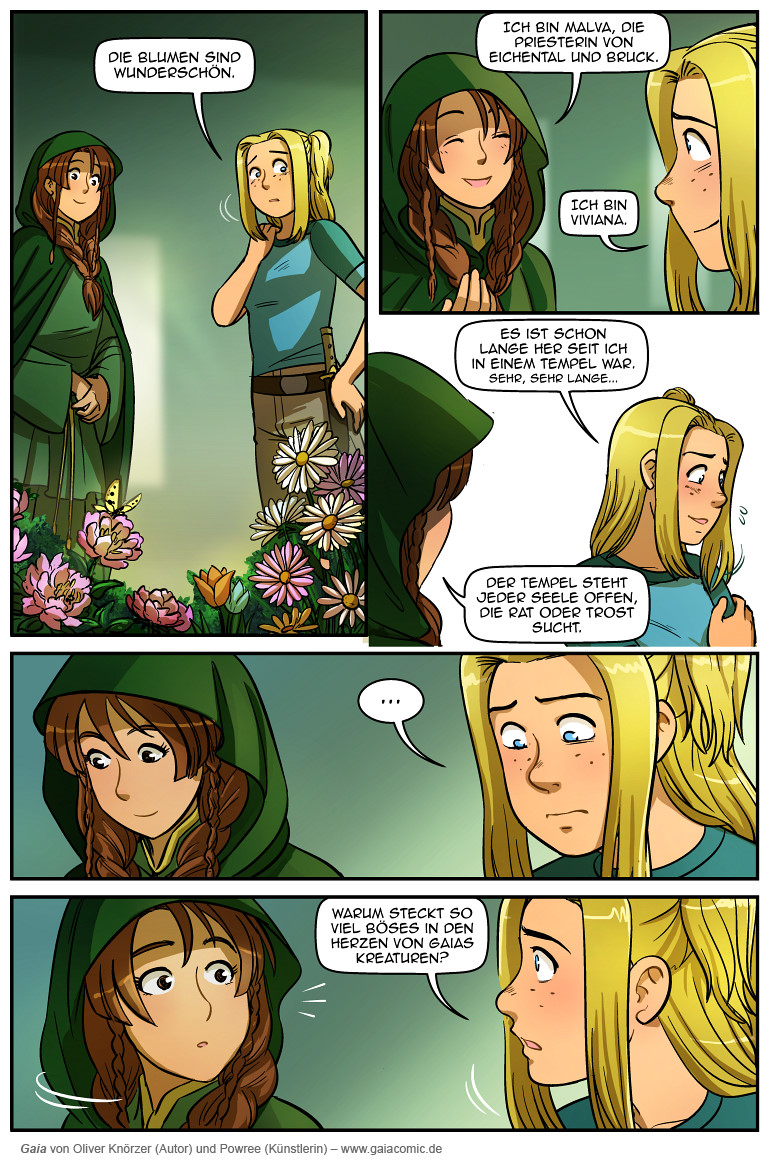 DIE BLUMEN SIND
WUNDERSCHÖN.
ICH BIN MALVA, DIE
PRIESTERIN VON
EICHENTAL UND BRUCK.
ICH BIN
VIVIANA.
ES IST SCHON
LANGE HER SEIT ICH
IN EINEM TEMPEL WAR.
SEHR, SEHR LANGE...
DER TEMPEL STEHT
JEDER SEELE OFFEN,
DIE RAT ODER TROST
SUCHT.
...
WARUM STECKT SO
VIEL BÖSES IN DEN
HERZEN VON GAIAS
KREATUREN?
Gaia von Oliver Knörzer (Autor) und Powree (Künstlerin) – www.gaiacomic.de